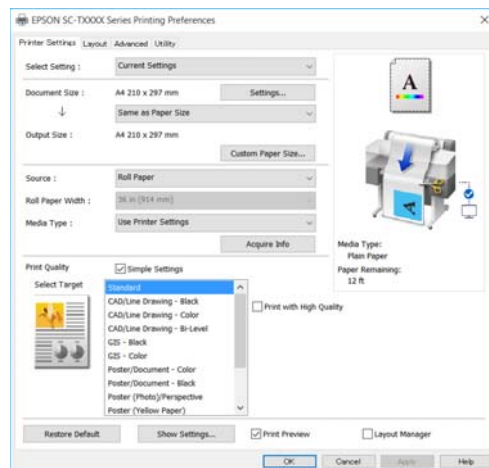 EPSON SC-TXXXX Series Printing Preferences
Printer Settings Layout Advanced Utility
Select Setting : Current Settings
Document Size : A4 210 x 297 mm Settings...
Same as Paper Size
Output Size : A4 210 x 297 mm
Custom Paper Size...
Source : Roll Paper
Roll Paper Width : 36 in (914 mm)
Media Type : Use Printer Settings
Acquire Info
A
Media Type:
Plain Paper
Paper Remaining:
12 ft
Print Quality Simple Settings
Select Target
Standard
CAD/Line Drawing - Black
CAD/Line Drawing - Color
CAD/Line Drawing - Bi-Level
GIS - Black
GIS - Color
Poster/Document - Color
Poster/Document - Black
Poster (Photo)/Perspective
Poster (Yellow Paper)
Print with High Quality
Restore Default Show Settings... Print Preview Layout Manager
OK Cancel Apply Help